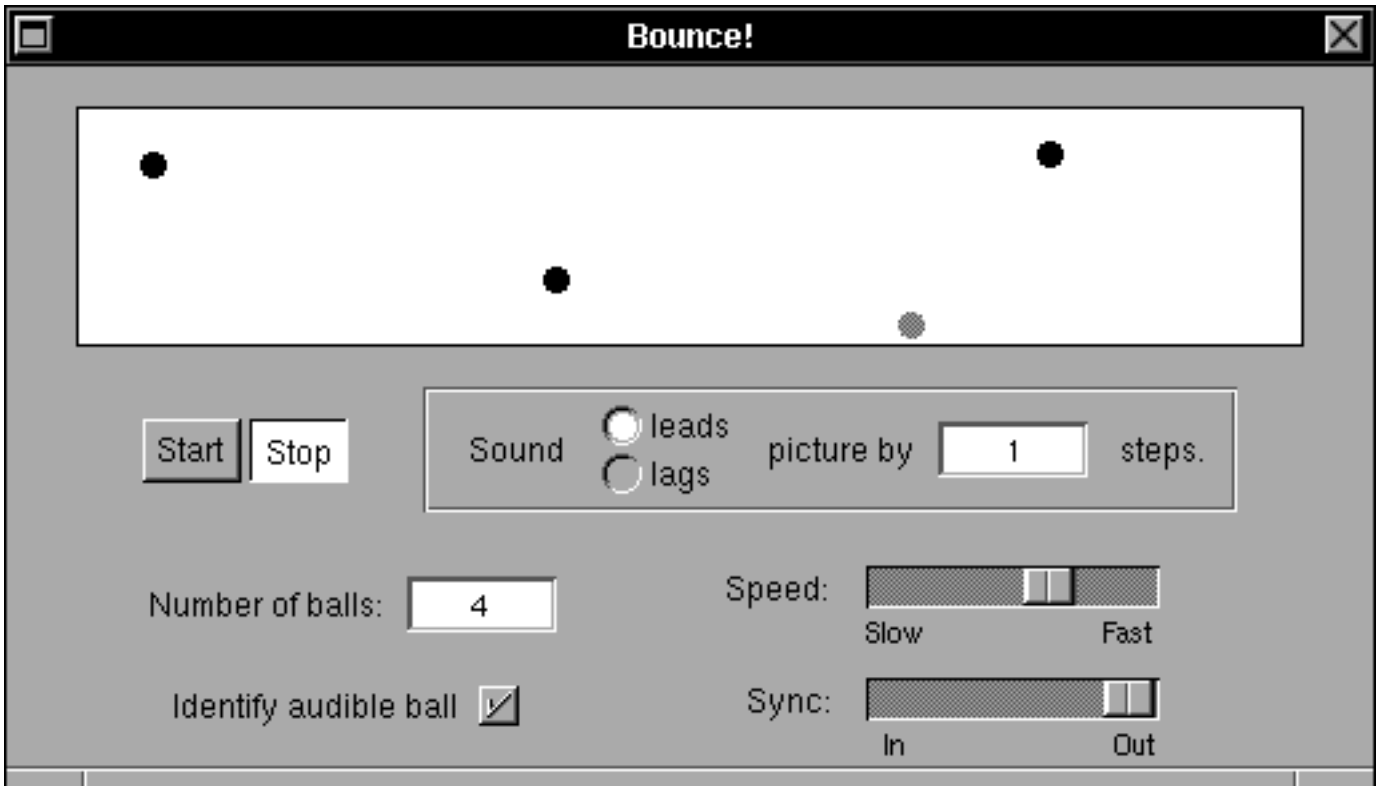 Bounce!
Start Stop
Sound leads lags picture by 1 steps.
Number of balls: 4
Speed:
Slow Fast
Identify audible ball
Sync:
In Out